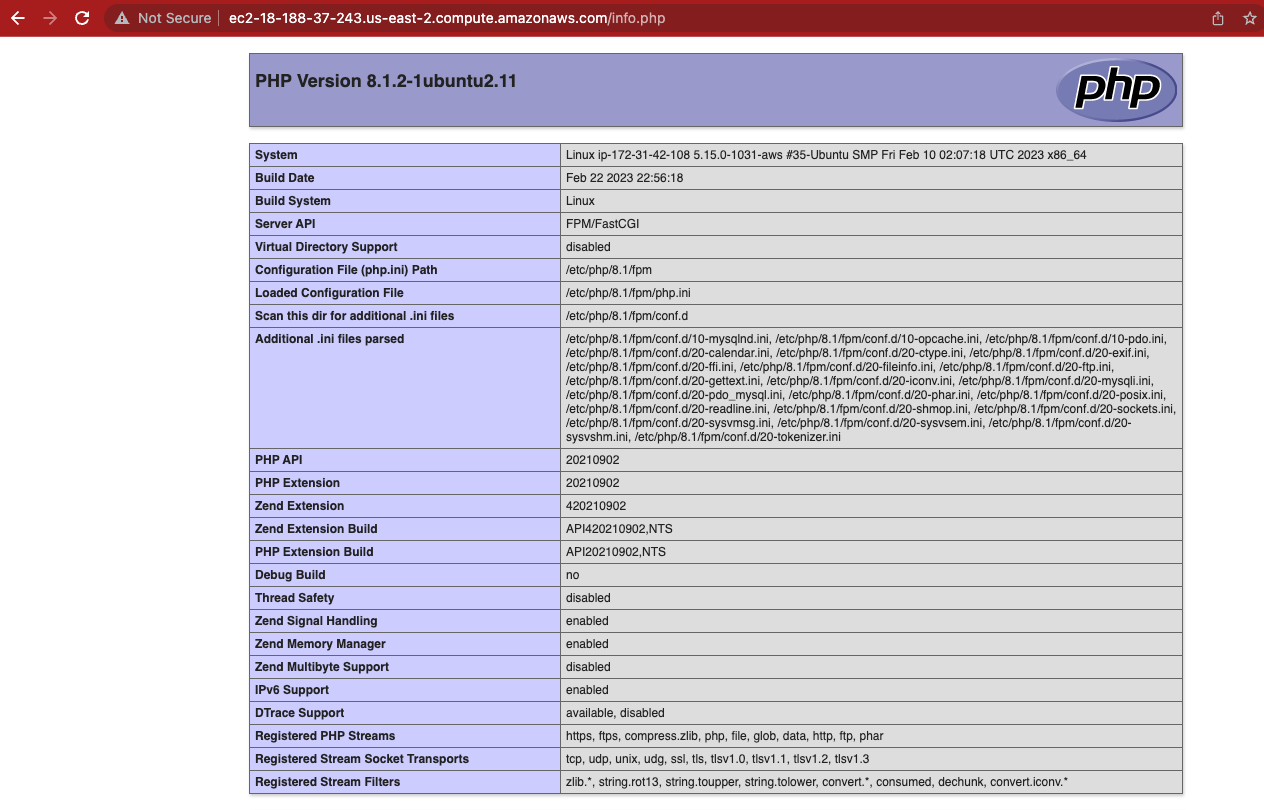 Not Secure ec2-18-188-37-243.us-east-2.compute.amazonaws.com/info.php
PHP Version 8.1.2-1ubuntu2.11
php
System Linux ip-172-31-42-108 5.15.0-1031-aws #35-Ubuntu SMP Fri Feb 10 02:07:18 UTC 2023 x86_64
Build Date Feb 22 2023 22:56:18
Build System Linux
Server API FPM/FastCGI
Virtual Directory Support disabled
Configuration File (php.ini) Path /etc/php/8.1/fpm
Loaded Configuration File /etc/php/8.1/fpm/php.ini
Scan this dir for additional .ini files /etc/php/8.1/fpm/conf.d
Additional .ini files parsed /etc/php/8.1/fpm/conf.d/10-mysqlnd.ini, /etc/php/8.1/fpm/conf.d/10-opcache.ini, /etc/php/8.1/fpm/conf.d/10-pdo.ini,
/etc/php/8.1/fpm/conf.d/20-calendar.ini, /etc/php/8.1/fpm/conf.d/20-ctype.ini, /etc/php/8.1/fpm/conf.d/20-exif.ini,
/etc/php/8.1/fpm/conf.d/20-ffi.ini, /etc/php/8.1/fpm/conf.d/20-fileinfo.ini, /etc/php/8.1/fpm/conf.d/20-ftp.ini,
/etc/php/8.1/fpm/conf.d/20-gettext.ini, /etc/php/8.1/fpm/conf.d/20-iconv.ini, /etc/php/8.1/fpm/conf.d/20-mysqli.ini,
/etc/php/8.1/fpm/conf.d/20-pdo_mysql.ini, /etc/php/8.1/fpm/conf.d/20-phar.ini, /etc/php/8.1/fpm/conf.d/20-posix.ini,
/etc/php/8.1/fpm/conf.d/20-readline.ini, /etc/php/8.1/fpm/conf.d/20-shmop.ini, /etc/php/8.1/fpm/conf.d/20-sockets.ini,
/etc/php/8.1/fpm/conf.d/20-sysvmsg.ini, /etc/php/8.1/fpm/conf.d/20-sysvsem.ini, /etc/php/8.1/fpm/conf.d/20-
sysvshm.ini, /etc/php/8.1/fpm/conf.d/20-tokenizer.ini
PHP API 20210902
PHP Extension 20210902
Zend Extension 420210902
Zend Extension Build API420210902,NTS
PHP Extension Build API20210902,NTS
Debug Build no
Thread Safety disabled
Zend Signal Handling enabled
Zend Memory Manager enabled
Zend Multibyte Support disabled
IPv6 Support enabled
DTrace Support available, disabled
Registered PHP Streams https, ftps, compress.zlib, php, file, glob, data, http, ftp, phar
Registered Stream Socket Transports tcp, udp, unix, udg, ssl, tls, tlsv1.0, tlsv1.1, tlsv1.2, tlsv1.3
Registered Stream Filters zlib.*, string.rot13, string.toupper, string.tolower, convert.*, consumed, dechunk, convert.iconv.*